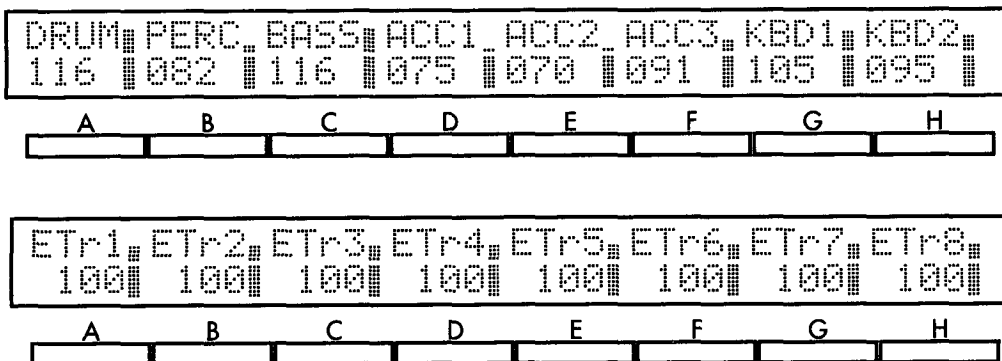 DRUM PERC BASS ACC1 ACC2 ACC3 KBD1 KBD2
116 082 116 075 070 091 105 095
A B C D E F G H
ETr1 ETr2 ETr3 ETr4 ETr5 ETr6 ETr7 ETr8
100 100 100 100 100 100 100 100
A B C D E F G H